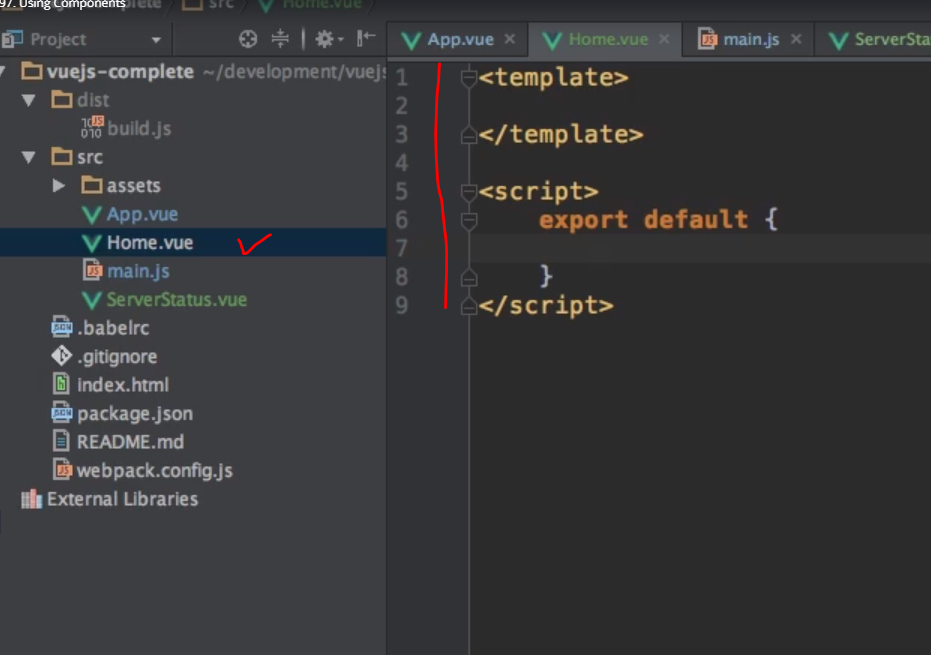 97. Using Components
src
Home.vue
Project
App.vue
Home.vue
main.js
ServerSta
vuejs-complete ~/development/vuejs
dist
build.js
src
assets
App.vue
Home.vue
main.js
ServerStatus.vue
.babelrc
.gitignore
index.html
package.json
README.md
webpack.config.js
External Libraries
1 <template>
2
3 </template>
4
5 <script>
6 export default {
7
8 }
9 </script>